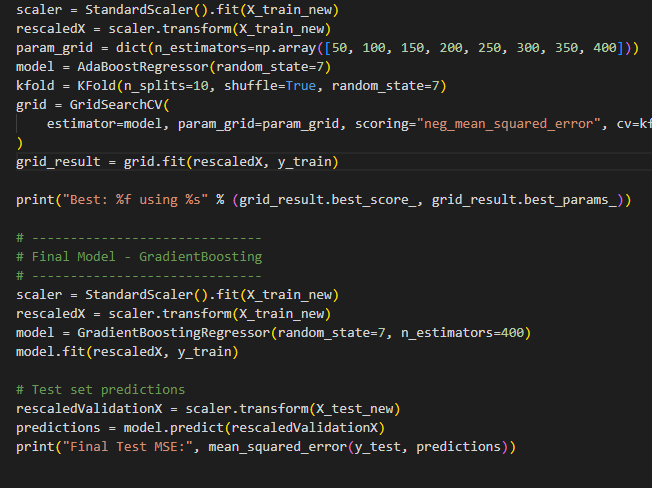 scaler = StandardScaler().fit(X_train_new)
rescaledX = scaler.transform(X_train_new)
param_grid = dict(n_estimators=np.array([50, 100, 150, 200, 250, 300, 350, 400]))
model = AdaBoostRegressor(random_state=7)
kfold = KFold(n_splits=10, shuffle=True, random_state=7)
grid = GridSearchCV(
    estimator=model, param_grid=param_grid, scoring="neg_mean_squared_error", cv=kf
)
grid_result = grid.fit(rescaledX, y_train)

print("Best: %f using %s" % (grid_result.best_score_, grid_result.best_params_))

# ------------------------------
# Final Model - GradientBoosting
# ------------------------------
scaler = StandardScaler().fit(X_train_new)
rescaledX = scaler.transform(X_train_new)
model = GradientBoostingRegressor(random_state=7, n_estimators=400)
model.fit(rescaledX, y_train)

# Test set predictions
rescaledValidationX = scaler.transform(X_test_new)
predictions = model.predict(rescaledValidationX)
print("Final Test MSE:", mean_squared_error(y_test, predictions))